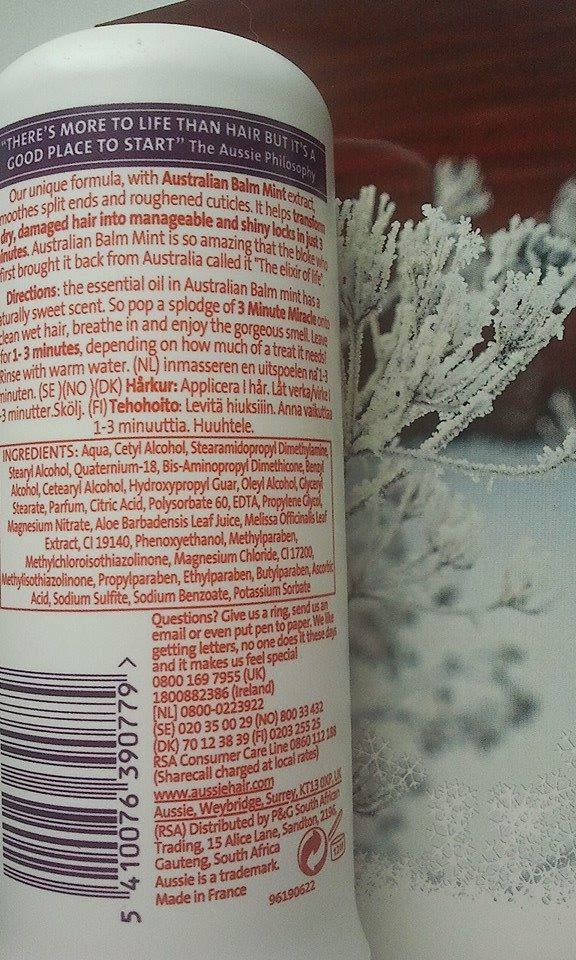 "THERE'S MORE TO LIFE THAN HAIR BUT IT'S A
GOOD PLACE TO START" The Aussie Philosophy
Our unique formula, with Australian Balm Mint extract,
smoothes split ends and roughened cuticles. It helps transform
dry, damaged hair into manageable and shiny locks in just 3
minutes. Australian Balm Mint is so amazing that the bloke who
first brought it back from Australia called it "The elixir of life".
Directions: the essential oil in Australian Balm mint has a
naturally sweet scent. So pop a splodge of 3 Minute Miracle onto
clean wet hair, breathe in and enjoy the gorgeous smell. Leave
for 1-3 minutes, depending on how much of a treat it needs!
Rinse with warm water. (NL) inmasseren en uitspoelen na 1-3
minuten. (SE )(NO )(DK) Hårkur: Applicera i hår. Låt verka/virke i
-3 minutter. Skölj. (FI) Tehohoito: Levitä hiuksiin. Anna vaikuttaa
1-3 minuuttia. Huuhtele.
INGREDIENTS: Aqua, Cetyl Alcohol, Stearamidopropyl Dimethylamine,
Stearyl Alcohol, Quaternium-18, Bis-Aminopropyl Dimethicone, Benzyl
Alcohol, Cetearyl Alcohol, Hydroxypropyl Guar, Oleyl Alcohol, Glyceryl
Stearate, Parfum, Citric Acid, Polysorbate 60, EDTA, Propylene Glycol,
Magnesium Nitrate, Aloe Barbadensis Leaf Juice, Melissa Officinalis Leaf
Extract, CI 19140, Phenoxyethanol, Methylparaben,
Methylchloroisothiazolinone, Magnesium Chloride, CI 17200,
Methylisothiazolinone, Propylparaben, Ethylparaben, Butylparaben, Ascorbic
Acid, Sodium Sulfite, Sodium Benzoate, Potassium Sorbate
Questions? Give us a ring, send us an
email or even put pen to paper. We like
getting letters, no one does it these days
and it makes us feel special
0800 169 7955 (UK)
1800882386 (Ireland)
[NL] 0800-0223922
(SE) 020 35 00 29 (NO) 800 33 432
(DK) 70 12 38 39 (FI) 0203 255 25
RSA Consumer Care Line 0860 112 188
(Sharecall charged at local rates)
www.aussiehair.com
Aussie, Weybridge, Surrey, KT13 0XP, UK
(RSA) Distributed by P&G South African
Trading, 15 Alice Lane, Sandton, 2196,
Gauteng, South Africa
Aussie is a trademark.
Made in France
96190622
12M
5 410076 390779 >